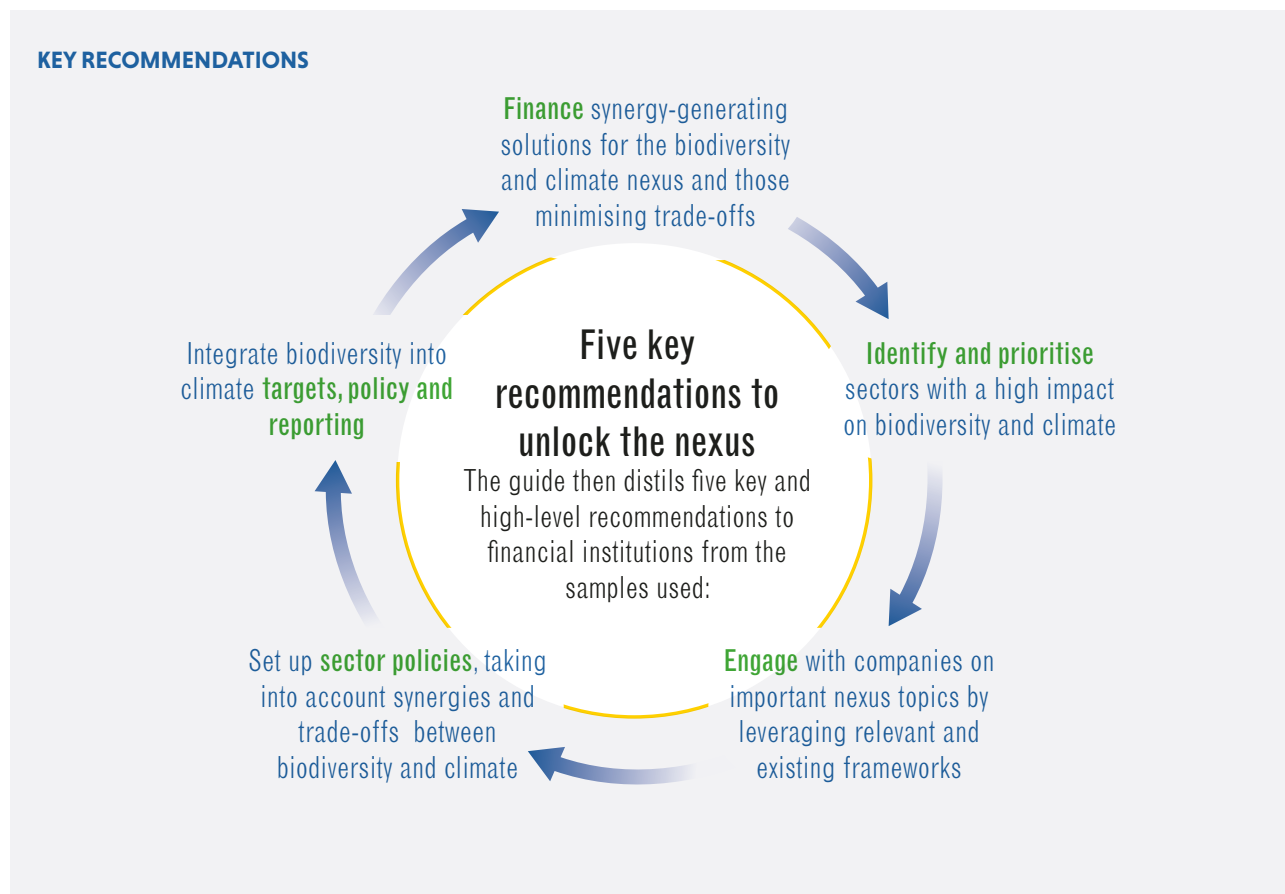 KEY RECOMMENDATIONS
Finance synergy-generating
solutions for the biodiversity
and climate nexus and those
minimising trade-offs
Identify and prioritise
sectors with a high impact
on biodiversity and climate
Engage with companies on
important nexus topics by
leveraging relevant and
existing frameworks
Set up sector policies, taking
into account synergies and
trade-offs between
biodiversity and climate
Integrate biodiversity into
climate targets, policy and
reporting
Five key
recommendations to
unlock the nexus
The guide then distils five key and
high-level recommendations to
financial institutions from the
samples used: